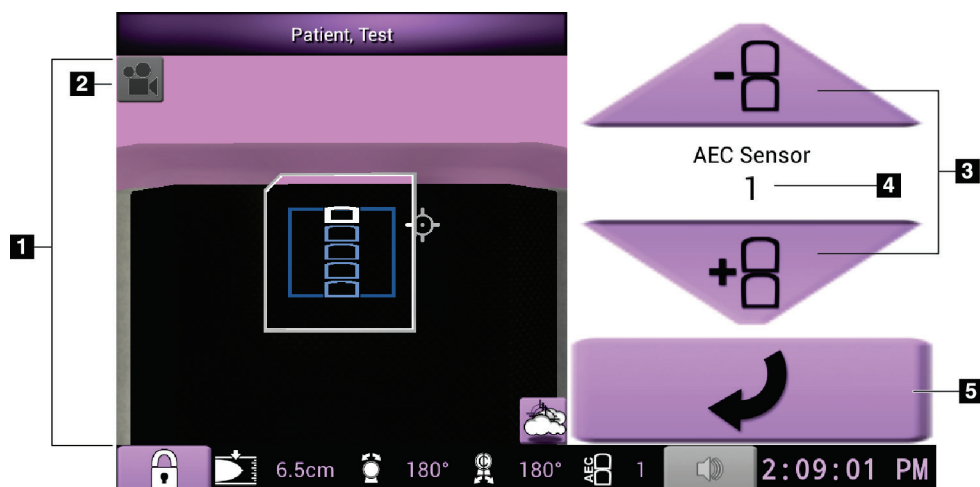 Patient, Test
1
2
-
AEC Sensor
1
3
4
+
5
6.5cm
180°
180°
AEC
1
2:09:01 PM